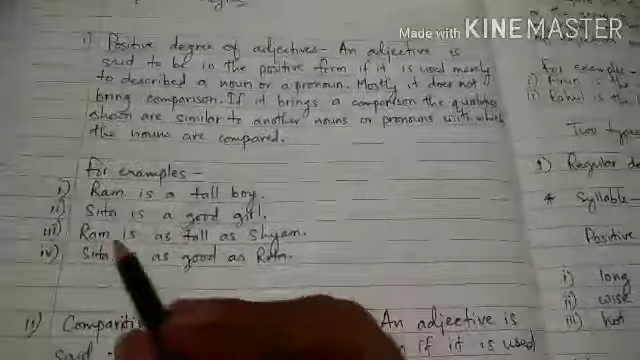 Made with KINEMASTER
i) Positive degree of adjectives - An adjective is
said to be in the positive form if it is used merely
to described a noun or a pronoun. Mostly it does not
bring comparison. If it brings a comparison the qualities
shown are similar to another nouns or pronouns with which
the nouns are compared.
For examples -
i) Ram is a tall boy.
ii) Sita is a good girl.
iii) Ram is as tall as Shyam.
iv) Sita as good as Rita.
ii) An adjective is
said if it is used
For example -
i) is the
ii) Rahul is the
Two
1) Regular
* Syllable -
Positive
i) long
ii) wise
iii) hot